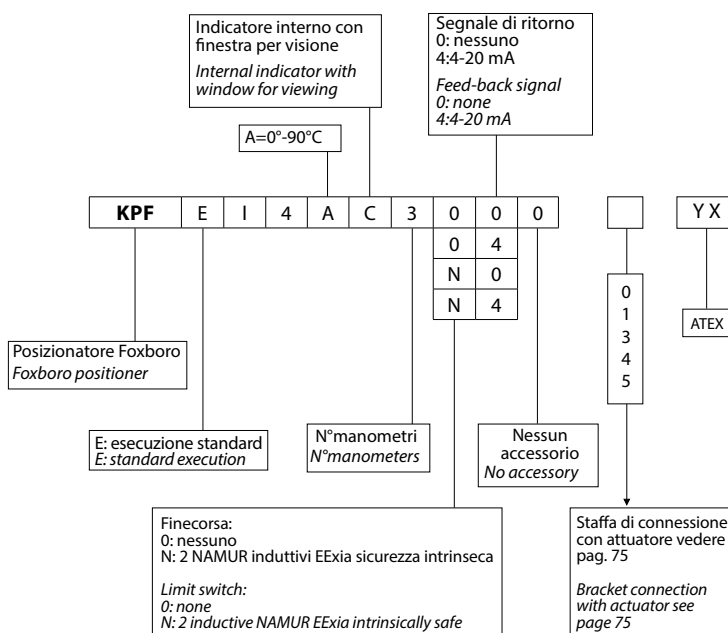 Indicatore interno con
finestra per visione
Internal indicator with
window for viewing
Segnale di ritorno
0: nessuno
4:4-20 mA
Feed-back signal
0: none
4:4-20 mA
A=0°-90°C
KPF E I 4 A C 3 0 0 0 Y X
0 4
N 0
N 4
0
1
3
4
5
ATEX
Posizionatore Foxboro
Foxboro positioner
E: esecuzione standard
E: standard execution
N°manometri
N°manometers
Nessun
accessorio
No accessory
Finecorsa:
0: nessuno
N: 2 NAMUR induttivi EExia sicurezza intrinseca
Limit switch:
0: none
N: 2 inductive NAMUR EExia intrinsically safe
Staffa di connessione
con attuatore vedere
pag. 75
Bracket connection
with actuator see
page 75